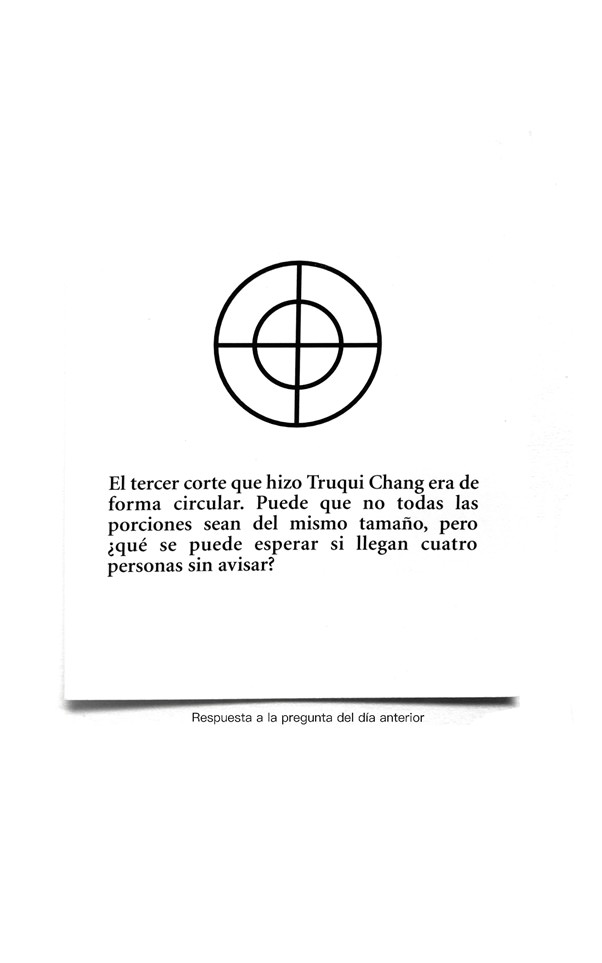 El tercer corte que hizo Truqui Chang era de
forma circular. Puede que no todas las
porciones sean del mismo tamaño, pero
¿qué se puede esperar si llegan cuatro
personas sin avisar?
Respuesta a la pregunta del día anterior